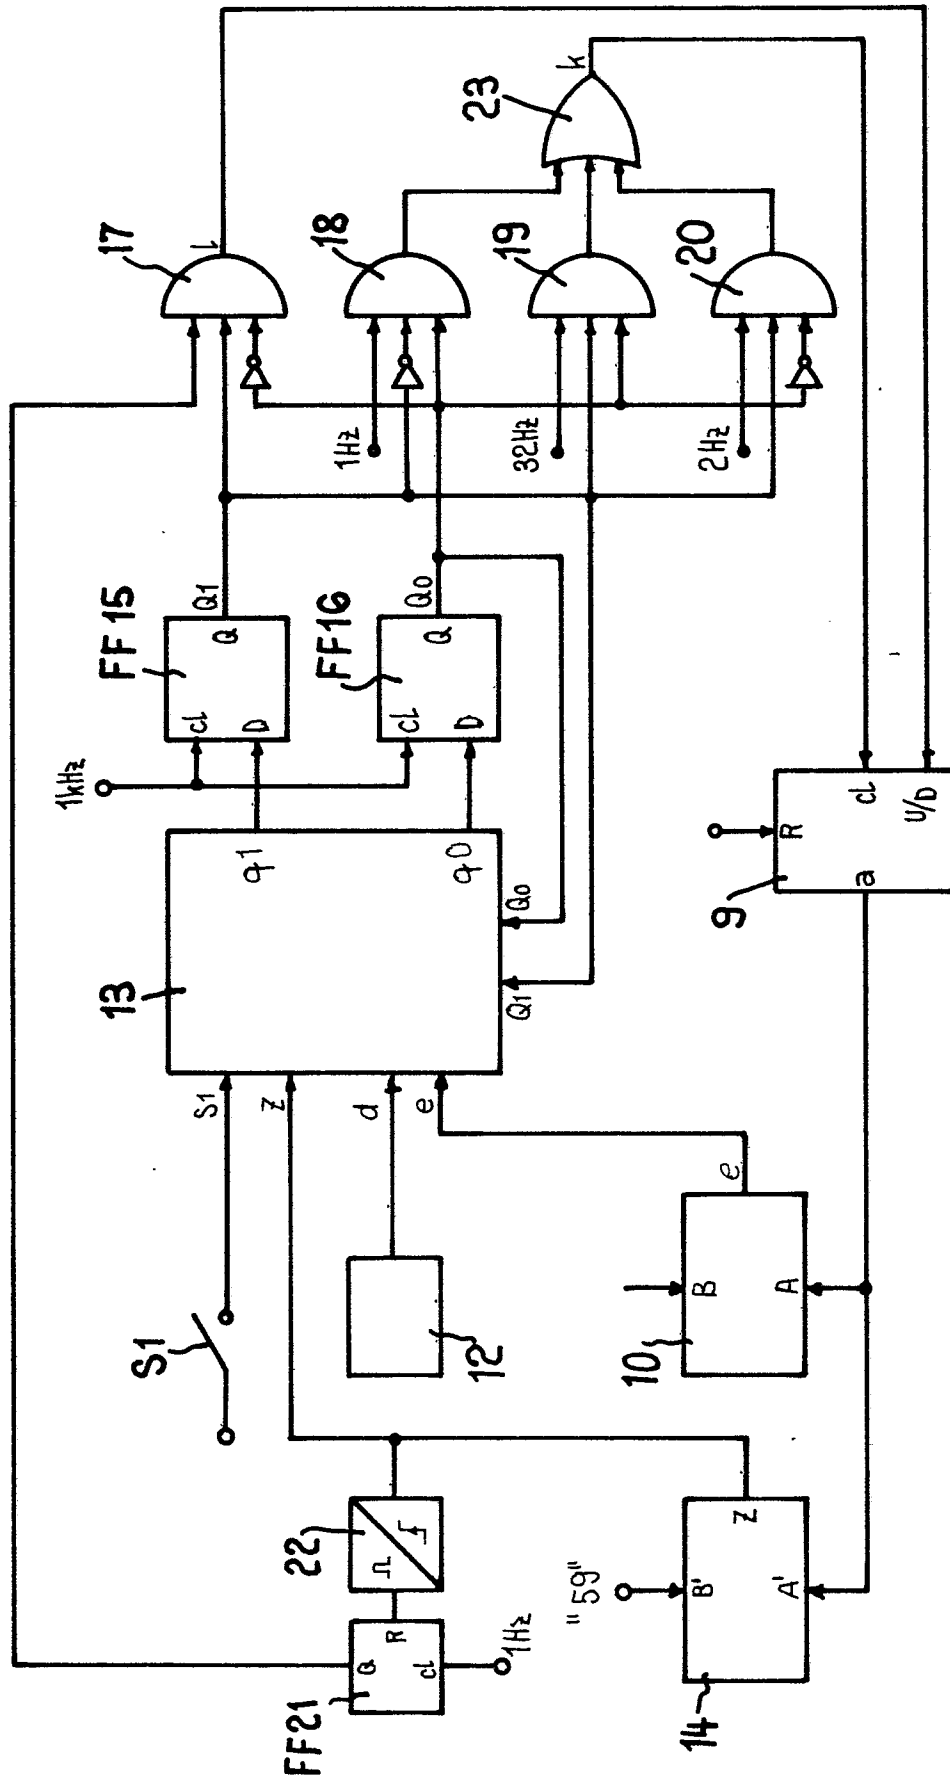 17
l
18
19
20
23
k
1Hz
32Hz
2Hz
FF15
Q1
Q
cl
D
FF16
Q0
Q
cl
D
1kHz
13
q1
q0
Q0
Q1
S1
z
d
e
9
R
a
cl
U/D
S1
12
10
B
A
e
22
R
Q
cl
1Hz
FF21
"59"
B'
A'
Z
14